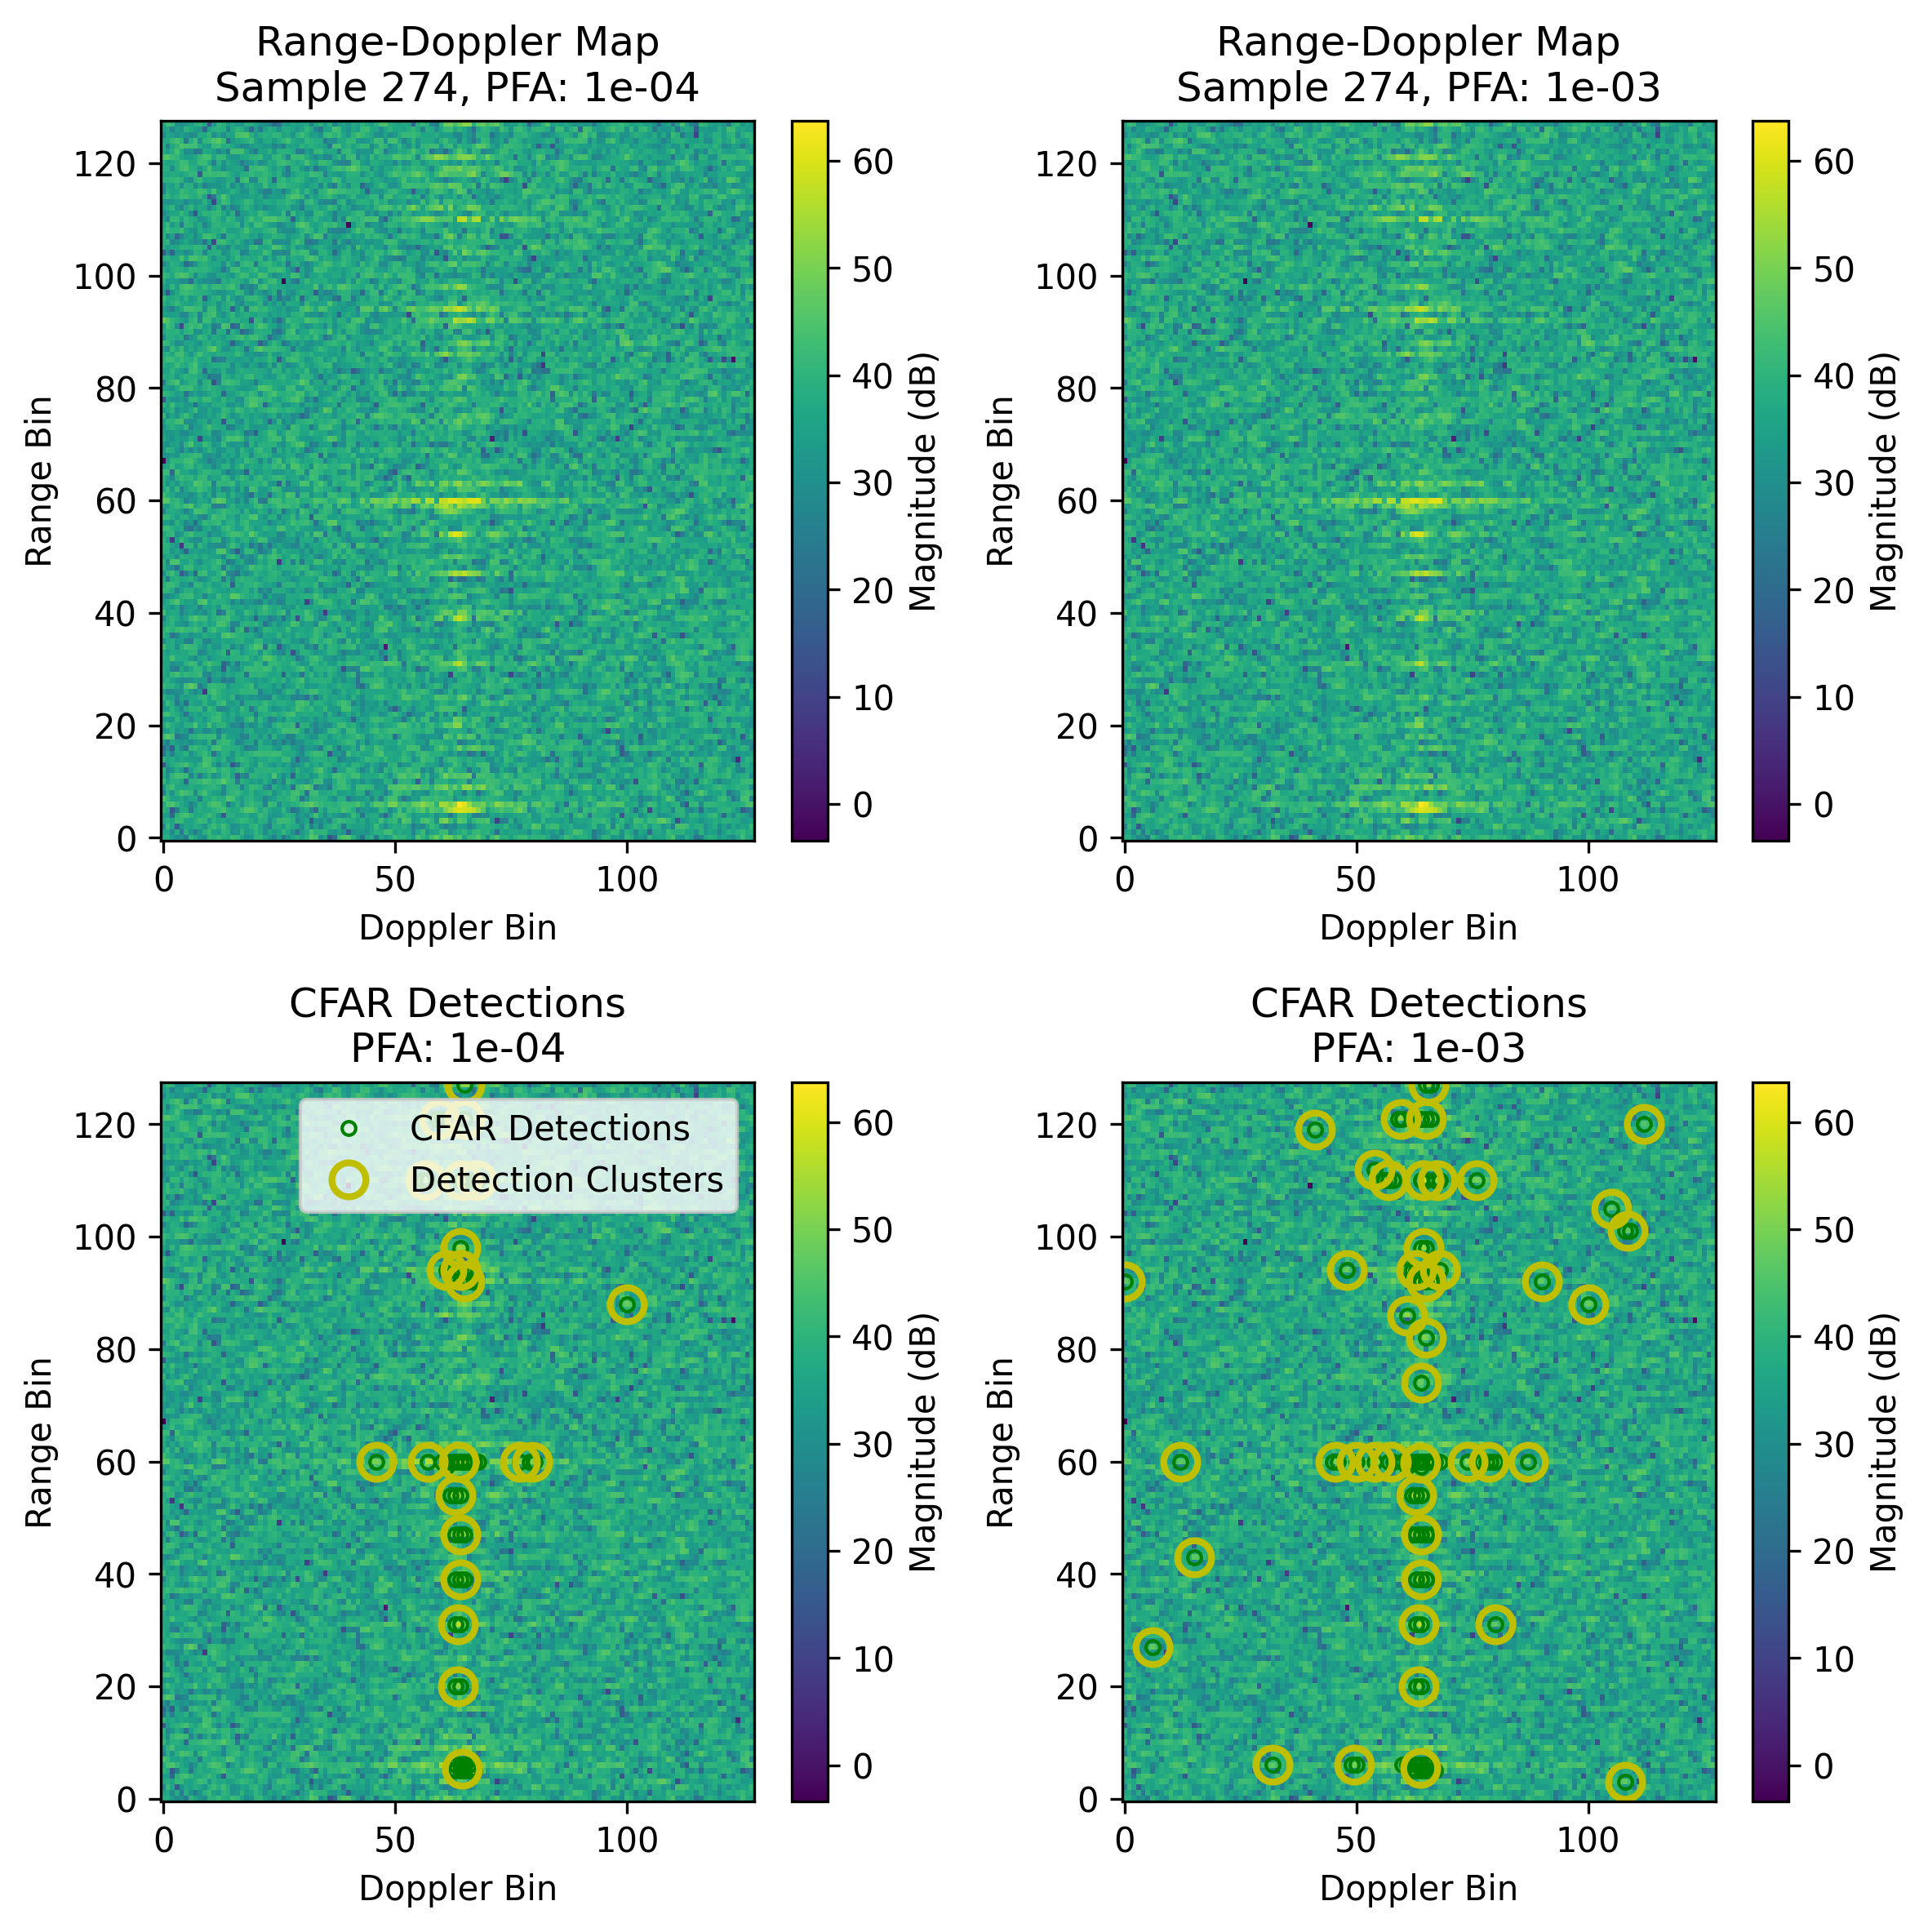 Range-Doppler Map
Sample 274, PFA: 1e-04
120
100
80
60
40
20
0
0 50 100
Range Bin
Doppler Bin
60
50
40
30
20
10
0
Magnitude (dB)
Range-Doppler Map
Sample 274, PFA: 1e-03
120
100
80
60
40
20
0
0 50 100
Range Bin
Doppler Bin
60
50
40
30
20
10
0
Magnitude (dB)
CFAR Detections
PFA: 1e-04
CFAR Detections
Detection Clusters
120
100
80
60
40
20
0
0 50 100
Range Bin
Doppler Bin
60
50
40
30
20
10
0
Magnitude (dB)
CFAR Detections
PFA: 1e-03
120
100
80
60
40
20
0
0 50 100
Range Bin
Doppler Bin
60
50
40
30
20
10
0
Magnitude (dB)